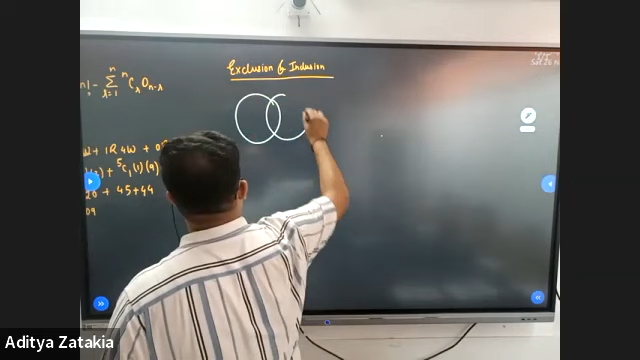 n! - Σ n r=1 ⁿCᵣ Dₙ₋ᵣ
Exclusion & Inclusion
W + 1R 4W + 0
+ ⁵C₁(1)(9)
20 + 45 + 44
09
Aditya Zatakia